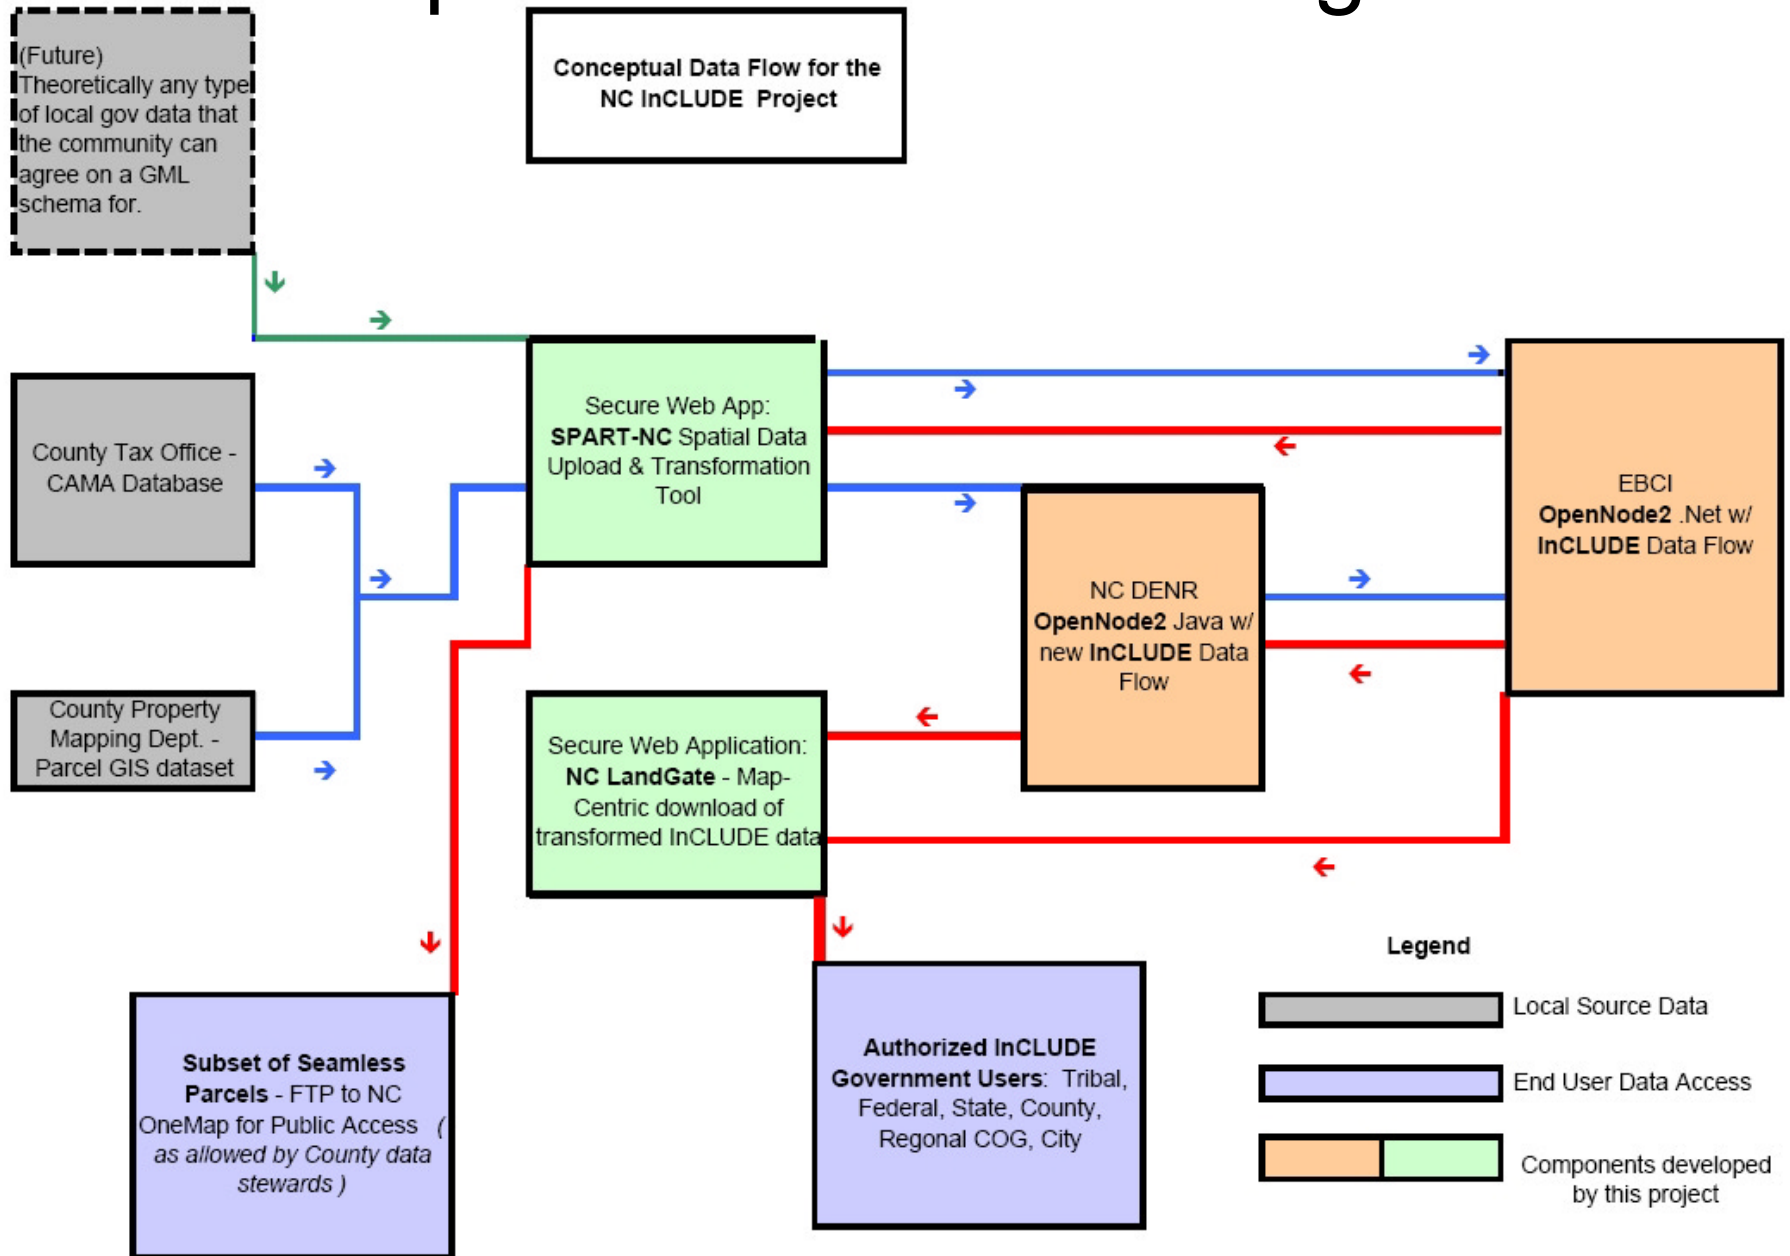 (Future)
Theoretically any type
of local gov data that
the community can
agree on a GML
schema for.
Conceptual Data Flow for the
NC InCLUDE Project
County Tax Office -
CAMA Database
Secure Web App:
SPART-NC Spatial Data
Upload & Transformation
Tool
EBCI
OpenNode2 .Net w/
InCLUDE Data Flow
NC DENR
OpenNode2 Java w/
new InCLUDE Data
Flow
County Property
Mapping Dept. -
Parcel GIS dataset
Secure Web Application:
NC LandGate - Map-
Centric download of
transformed InCLUDE data
Subset of Seamless
Parcels - FTP to NC
OneMap for Public Access (
as allowed by County data
stewards )
Authorized InCLUDE
Government Users: Tribal,
Federal, State, County,
Regional COG, City
Legend
Local Source Data
End User Data Access
Components developed
by this project